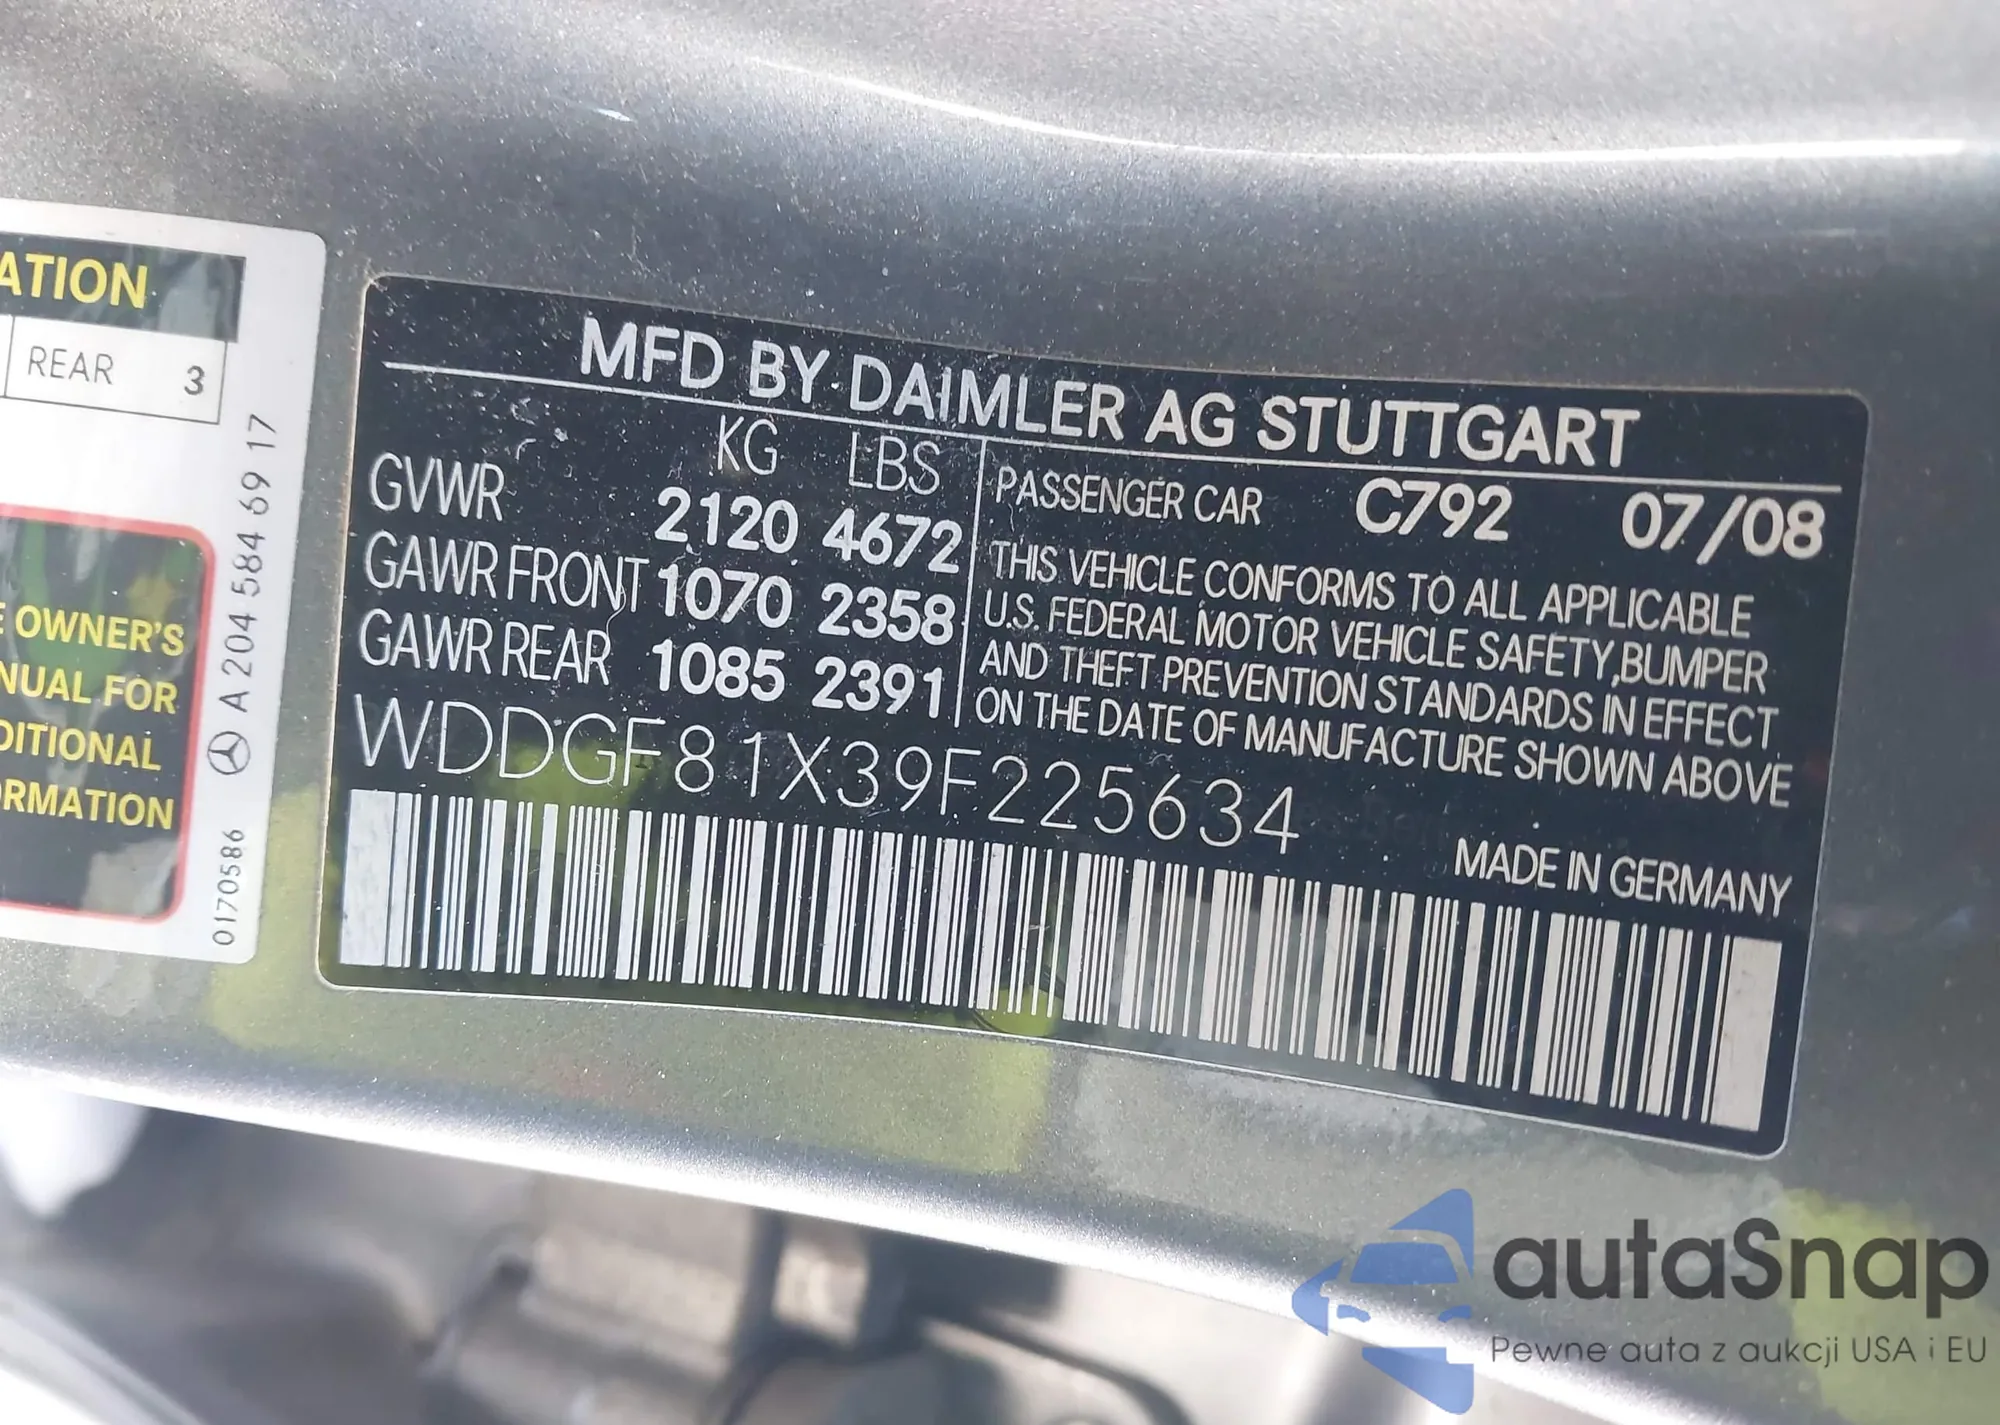 ATION
REAR 3
E OWNER'S
NUAL FOR
DITIONAL
ORMATION
A 204 584 69 17
0170586
MFD BY DAIMLER AG STUTTGART
KG LBS
GVWR 2120 4672
GAWR FRONT 1070 2358
GAWR REAR 1085 2391
PASSENGER CAR C792 07/08
THIS VEHICLE CONFORMS TO ALL APPLICABLE
U.S. FEDERAL MOTOR VEHICLE SAFETY,BUMPER
AND THEFT PREVENTION STANDARDS IN EFFECT
ON THE DATE OF MANUFACTURE SHOWN ABOVE
WDDGF81X39F225634
MADE IN GERMANY
autaSnap
Pewne auta z aukcji USA i EU